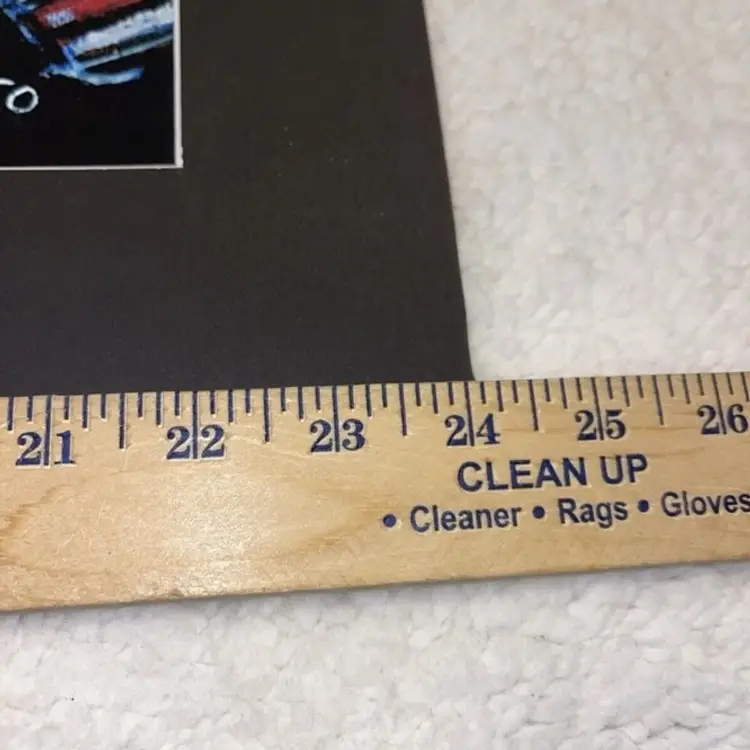 21 22 23 24 25 26
CLEAN UP
• Cleaner • Rags • Gloves